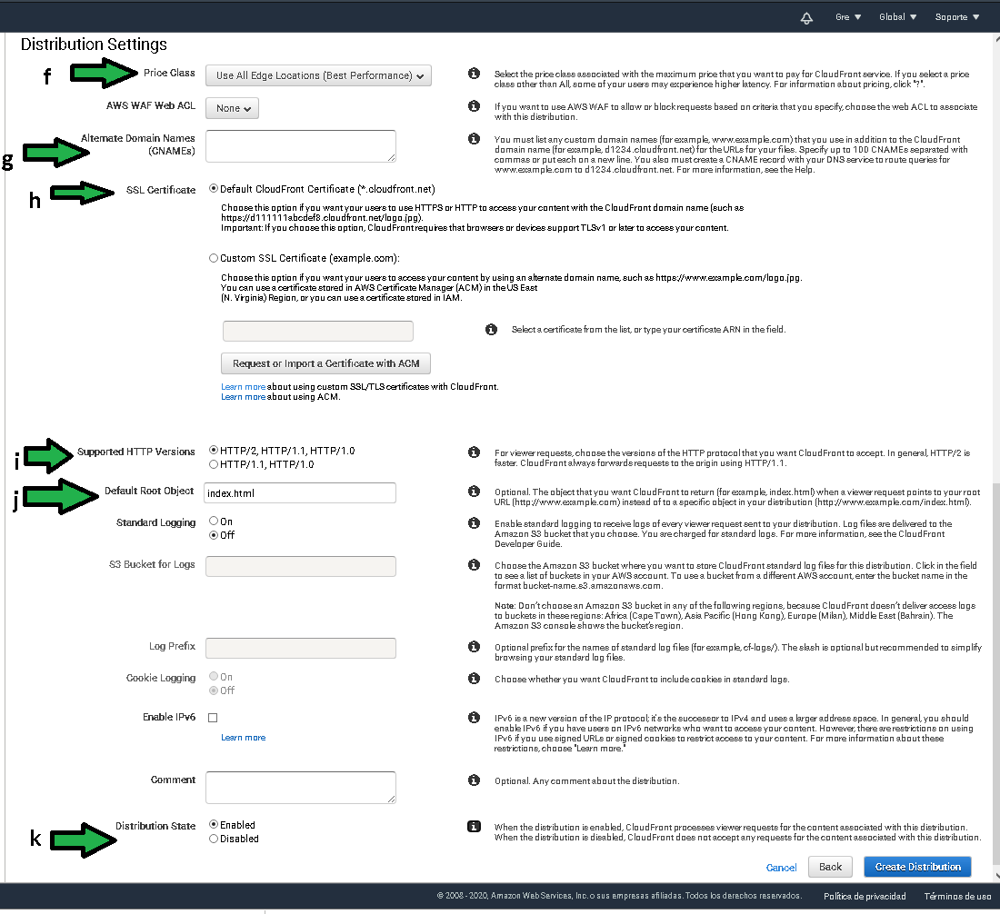 Gre
Global
Soporte
Distribution Settings
f
Price Class
Use All Edge Locations (Best Performance)
Select the price class associated with the maximum price that you want to pay for CloudFront service. If you select a price
class other than All, some of your users may experience higher latency. For information about pricing, click "?".
AWS WAF Web ACL
None
If you want to use AWS WAF to allow or block requests based on criteria that you specify, choose the web ACL to associate
with this distribution.
g
Alternate Domain Names
(CNAMEs)
You must list any custom domain names (for example, www.example.com) that you use in addition to the CloudFront
domain name (for example, d1234.cloudfront.net) for the URLs for your files. Specify up to 100 CNAMEs separated with
commas or put each on a new line. You also must create a CNAME record with your DNS service to route queries for
www.example.com to d1234.cloudfront.net. For more information, see the Help.
h
SSL Certificate
Default CloudFront Certificate (*.cloudfront.net)
Choose this option if you want your users to use HTTPS or HTTP to access your content with the CloudFront domain name (such as
https://d111111abcdef8.cloudfront.net/logo.jpg).
Important: If you choose this option, CloudFront requires that browsers or devices support TLSv1 or later to access your content.
Custom SSL Certificate (example.com):
Choose this option if you want your users to access your content by using an alternate domain name, such as https://www.example.com/logo.jpg.
You can use a certificate stored in AWS Certificate Manager (ACM) in the US East
(N. Virginia) Region, or you can use a certificate stored in IAM.
Select a certificate from the list, or type your certificate ARN in the field.
Request or Import a Certificate with ACM
Learn more about using custom SSL/TLS certificates with CloudFront.
Learn more about using ACM.
i
Supported HTTP Versions
HTTP/2, HTTP/1.1, HTTP/1.0
HTTP/1.1, HTTP/1.0
For viewer requests, choose the versions of the HTTP protocol that you want CloudFront to accept. In general, HTTP/2 is
faster. CloudFront always forwards requests to the origin using HTTP/1.1.
j
Default Root Object
index.html
Optional. The object that you want CloudFront to return (for example, index.html) when a viewer request points to your root
URL (http://www.example.com) instead of to a specific object in your distribution (http://www.example.com/index.html).
Standard Logging
On
Off
Enable standard logging to receive logs of every viewer request sent to your distribution. Log files are delivered to the
Amazon S3 bucket that you choose. You are charged for standard logs. For more information, see the CloudFront
Developer Guide.
S3 Bucket for Logs
Choose the Amazon S3 bucket where you want to store CloudFront standard log files for this distribution. Click in the field
to see a list of buckets in your AWS account. To use a bucket from a different AWS account, enter the bucket name in the
format bucket-name.s3.amazonaws.com.
Note: Don't choose an Amazon S3 bucket in any of the following regions, because CloudFront doesn't deliver access logs
to buckets in these regions: Africa (Cape Town), Asia Pacific (Hong Kong), Europe (Milan), Middle East (Bahrain). The
Amazon S3 console shows the bucket's region.
Log Prefix
Optional prefix for the names of standard log files (for example, cf-logs/). The slash is optional but recommended to simplify
browsing your standard log files.
Cookie Logging
On
Off
Choose whether you want CloudFront to include cookies in standard logs.
Enable IPv6
Learn more
IPv6 is a new version of the IP protocol; it's the successor to IPv4 and uses a larger address space. In general, you should
enable IPv6 if you have users on IPv6 networks who want to access your content. However, there are restrictions on using
IPv6 if you use signed URLs or signed cookies to restrict access to your content. For more information about these
restrictions, choose "Learn more."
Comment
Optional. Any comment about the distribution.
k
Distribution State
Enabled
Disabled
When the distribution is enabled, CloudFront processes viewer requests for the content associated with this distribution.
When the distribution is disabled, CloudFront does not accept any requests for the content associated with this distribution.
Cancel
Back
Create Distribution
© 2008 - 2020, Amazon Web Services, Inc. o sus empresas afiliadas. Todos los derechos reservados.
Política de privacidad
Términos de uso